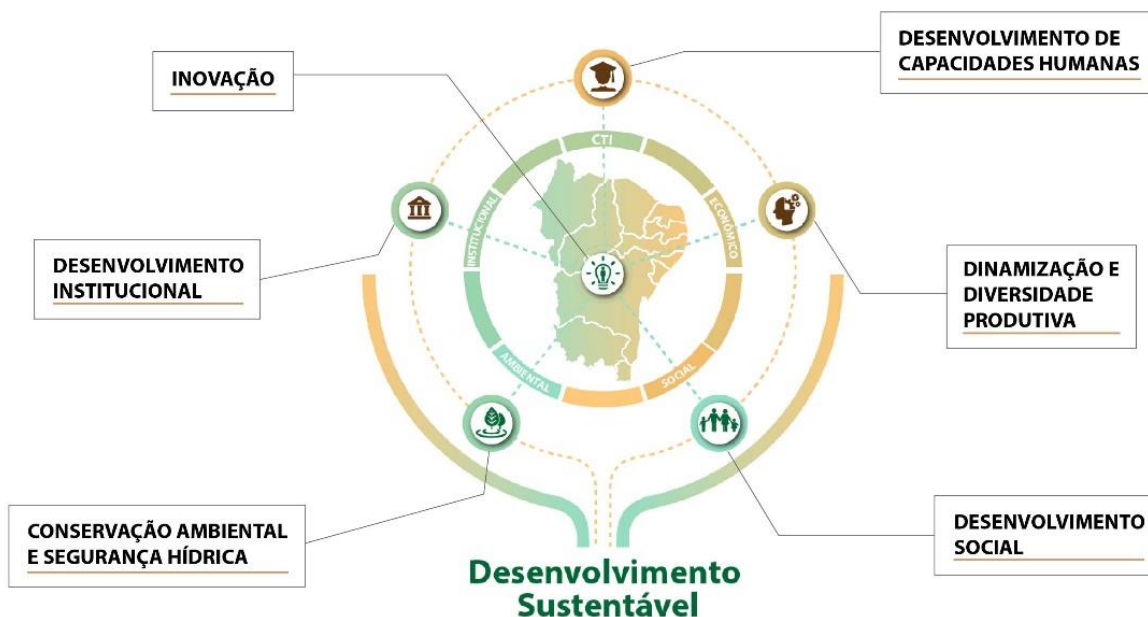 DESENVOLVIMENTO DE
CAPACIDADES HUMANAS
INOVAÇÃO
CTI
INSTITUCIONAL
ECONÔMICO
DESENVOLVIMENTO
INSTITUCIONAL
DINAMIZAÇÃO E
DIVERSIDADE
PRODUTIVA
AMBIENTAL
SOCIAL
CONSERVAÇÃO AMBIENTAL
E SEGURANÇA HÍDRICA
DESENVOLVIMENTO
SOCIAL
Desenvolvimento
Sustentável